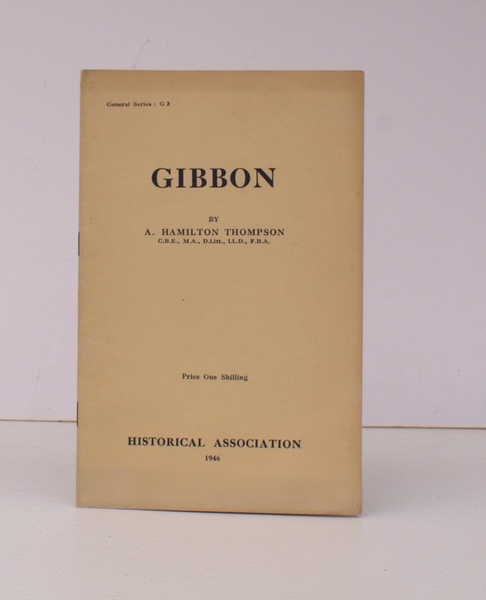 General Series : G 3
GIBBON
BY
A. HAMILTON THOMPSON
C.B.E., M.A., D.Litt., LL.D., F.B.A.
Price One Shilling
HISTORICAL ASSOCIATION
1946